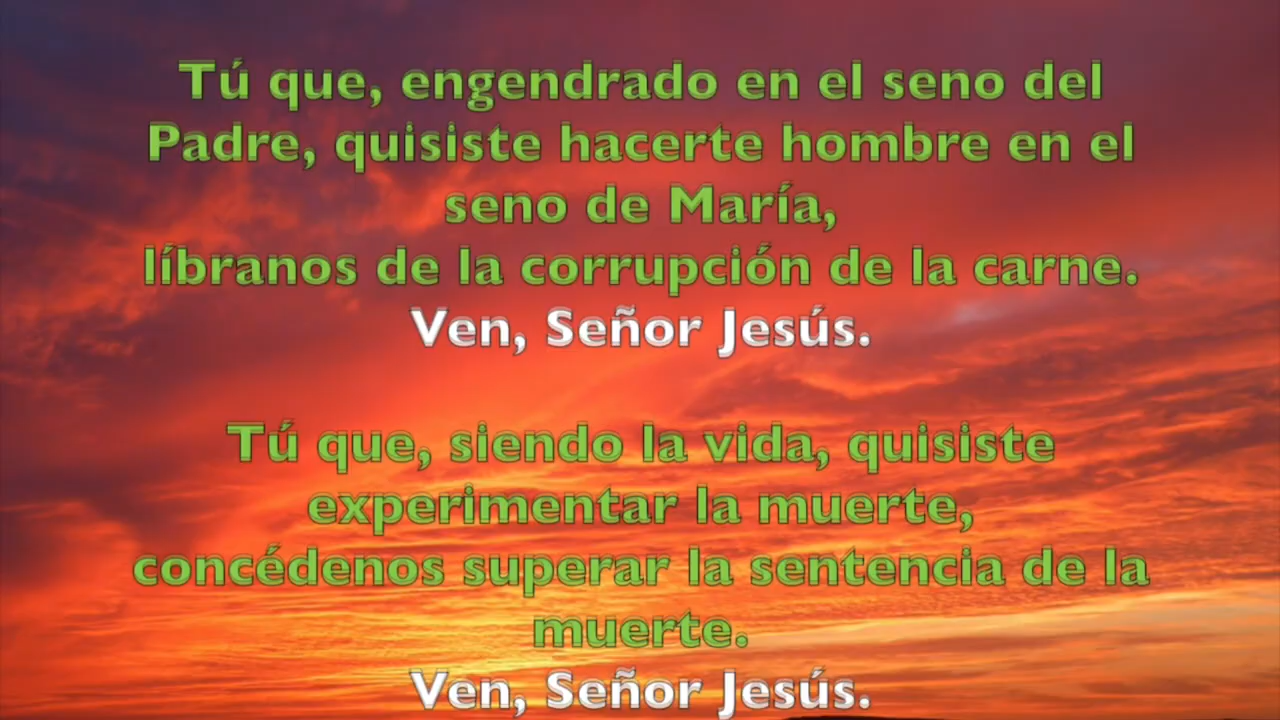 Tú que, engendrado en el seno del
Padre, quisiste hacerte hombre en el
seno de María,
líbranos de la corrupción de la carne.
Ven, Señor Jesús.
Tú que, siendo la vida, quisiste
experimentar la muerte,
concédenos superar la sentencia de la
muerte.
Ven, Señor Jesús.